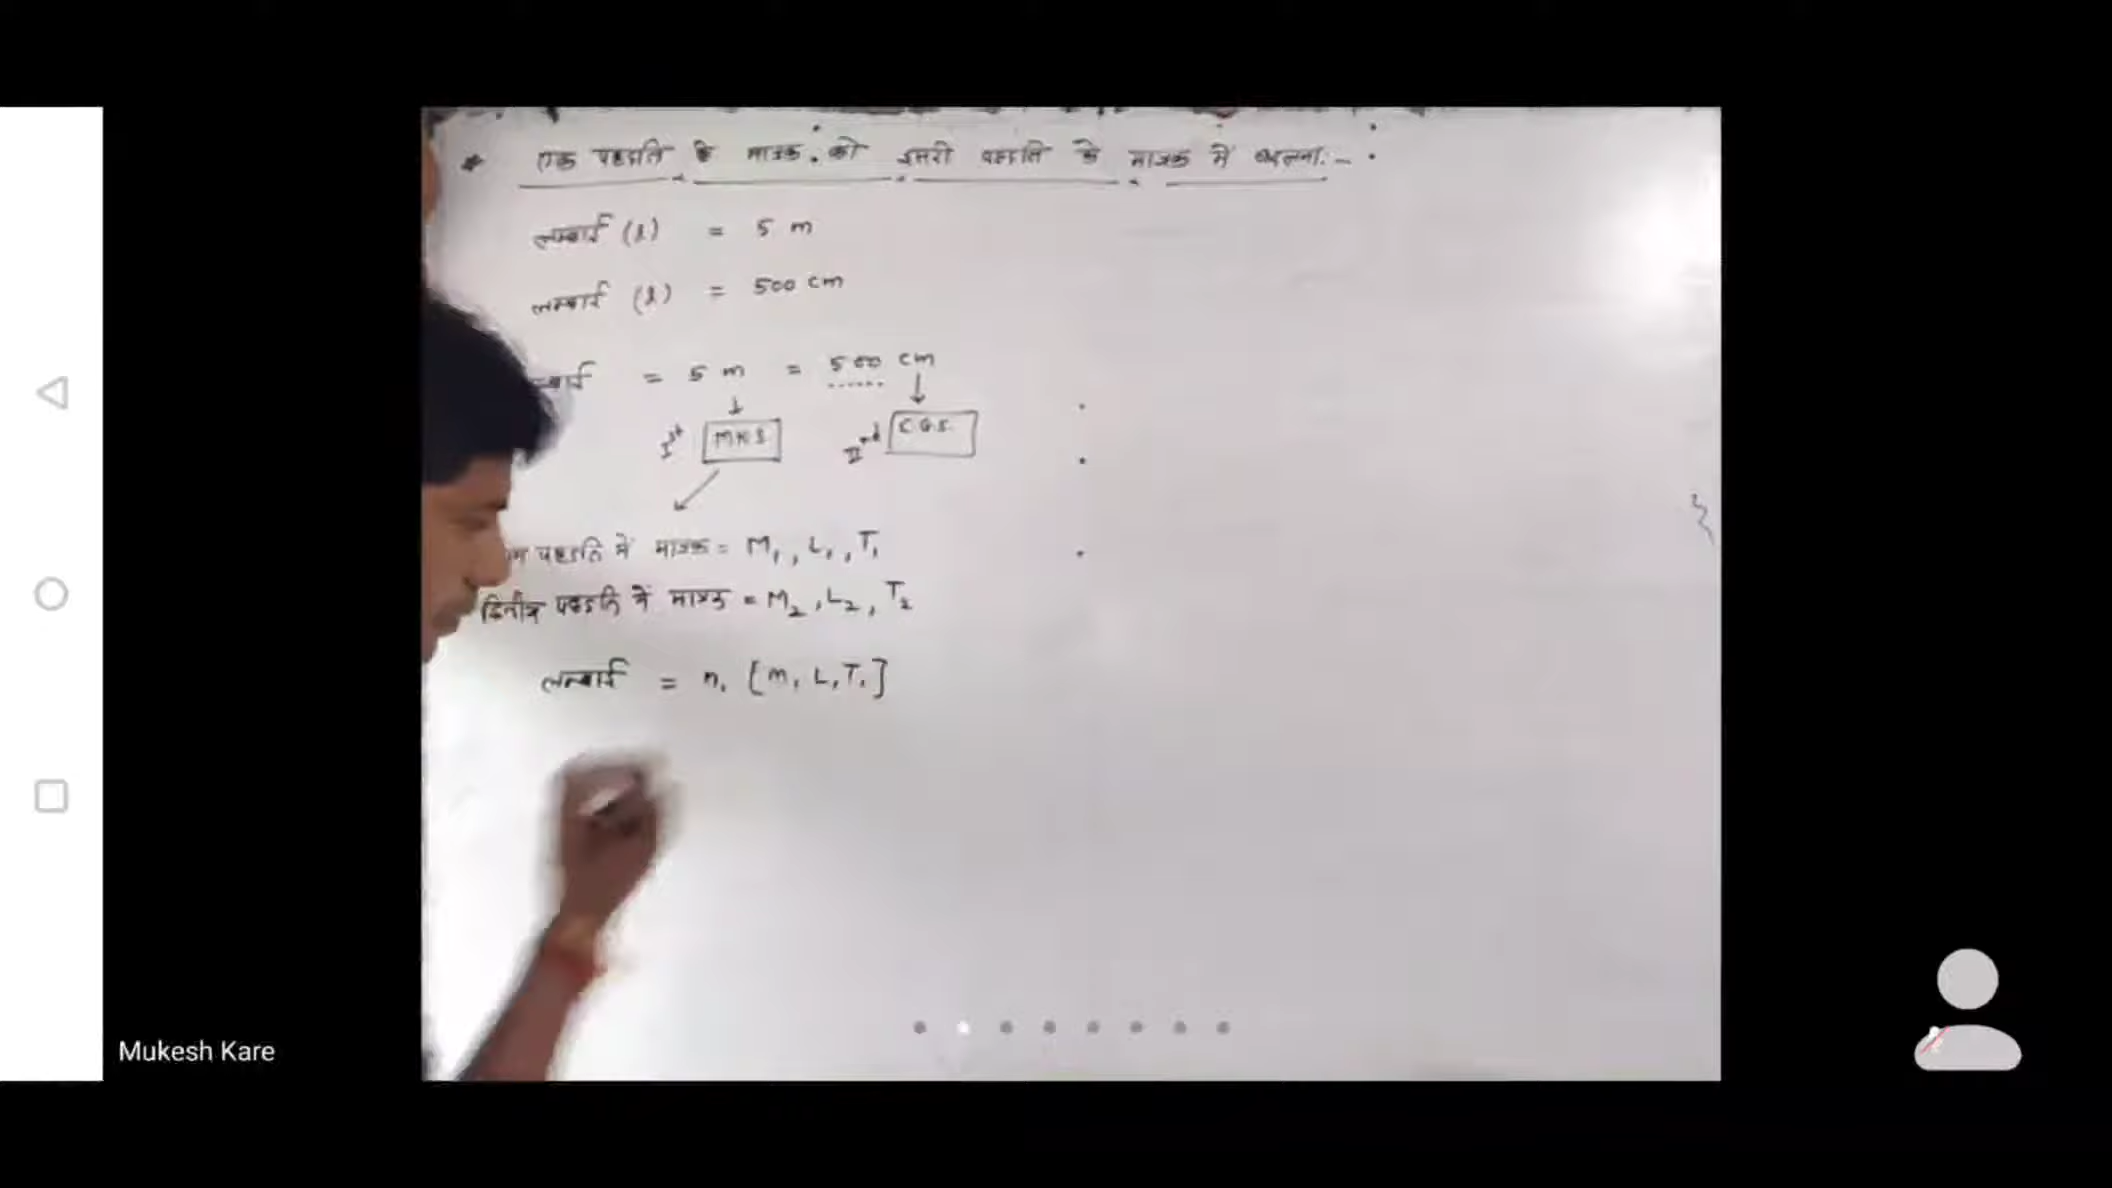 * एक पद्धति के मात्रक को दूसरी पद्धति के मात्रक में बदलना:-
लम्बाई (l) = 5 m
लम्बाई (l) = 500 cm
= 5 m = 500 cm
Ist M.K.S. IInd C.G.S.
पद्धति में मात्रक = M₁, L₁, T₁
द्वितीय पद्धति में मात्रक = M₂, L₂, T₂
लम्बाई = n₁ [M₁ L₁ T₁]
Mukesh Kare